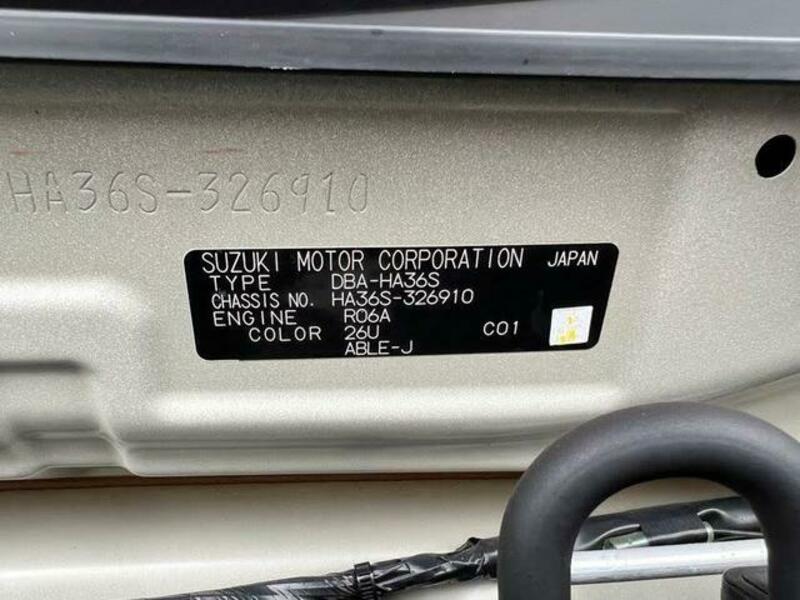 HA36S-326910
SUZUKI MOTOR CORPORATION JAPAN
TYPE DBA-HA36S
CHASSIS NO. HA36S-326910
ENGINE R06A
COLOR 26U C01
ABLE-J